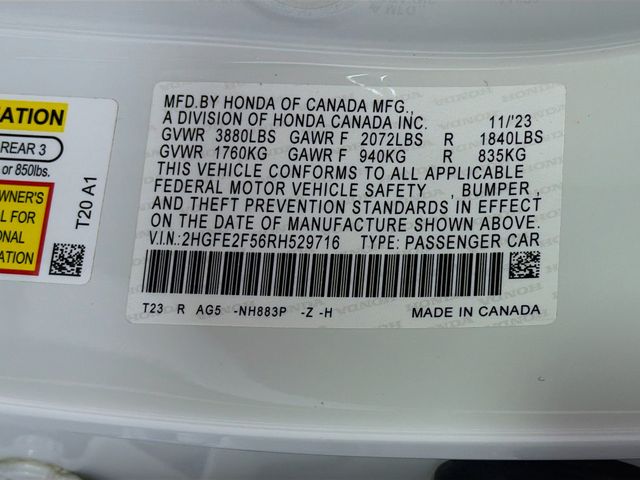 ATION
REAR 3
or 850lbs.
WNER'S
L FOR
ONAL
ATION
T20 A1
MFD.BY HONDA OF CANADA MFG.,
A DIVISION OF HONDA CANADA INC. 11/'23
GVWR 3880LBS GAWR F 2072LBS R 1840LBS
GVWR 1760KG GAWR F 940KG R 835KG
THIS VEHICLE CONFORMS TO ALL APPLICABLE
FEDERAL MOTOR VEHICLE SAFETY , BUMPER ,
AND THEFT PREVENTION STANDARDS IN EFFECT
ON THE DATE OF MANUFACTURE SHOWN ABOVE.
V.I.N.:2HGFE2F56RH529716 TYPE: PASSENGER CAR
T23 R AG5 -NH883P -Z -H MADE IN CANADA